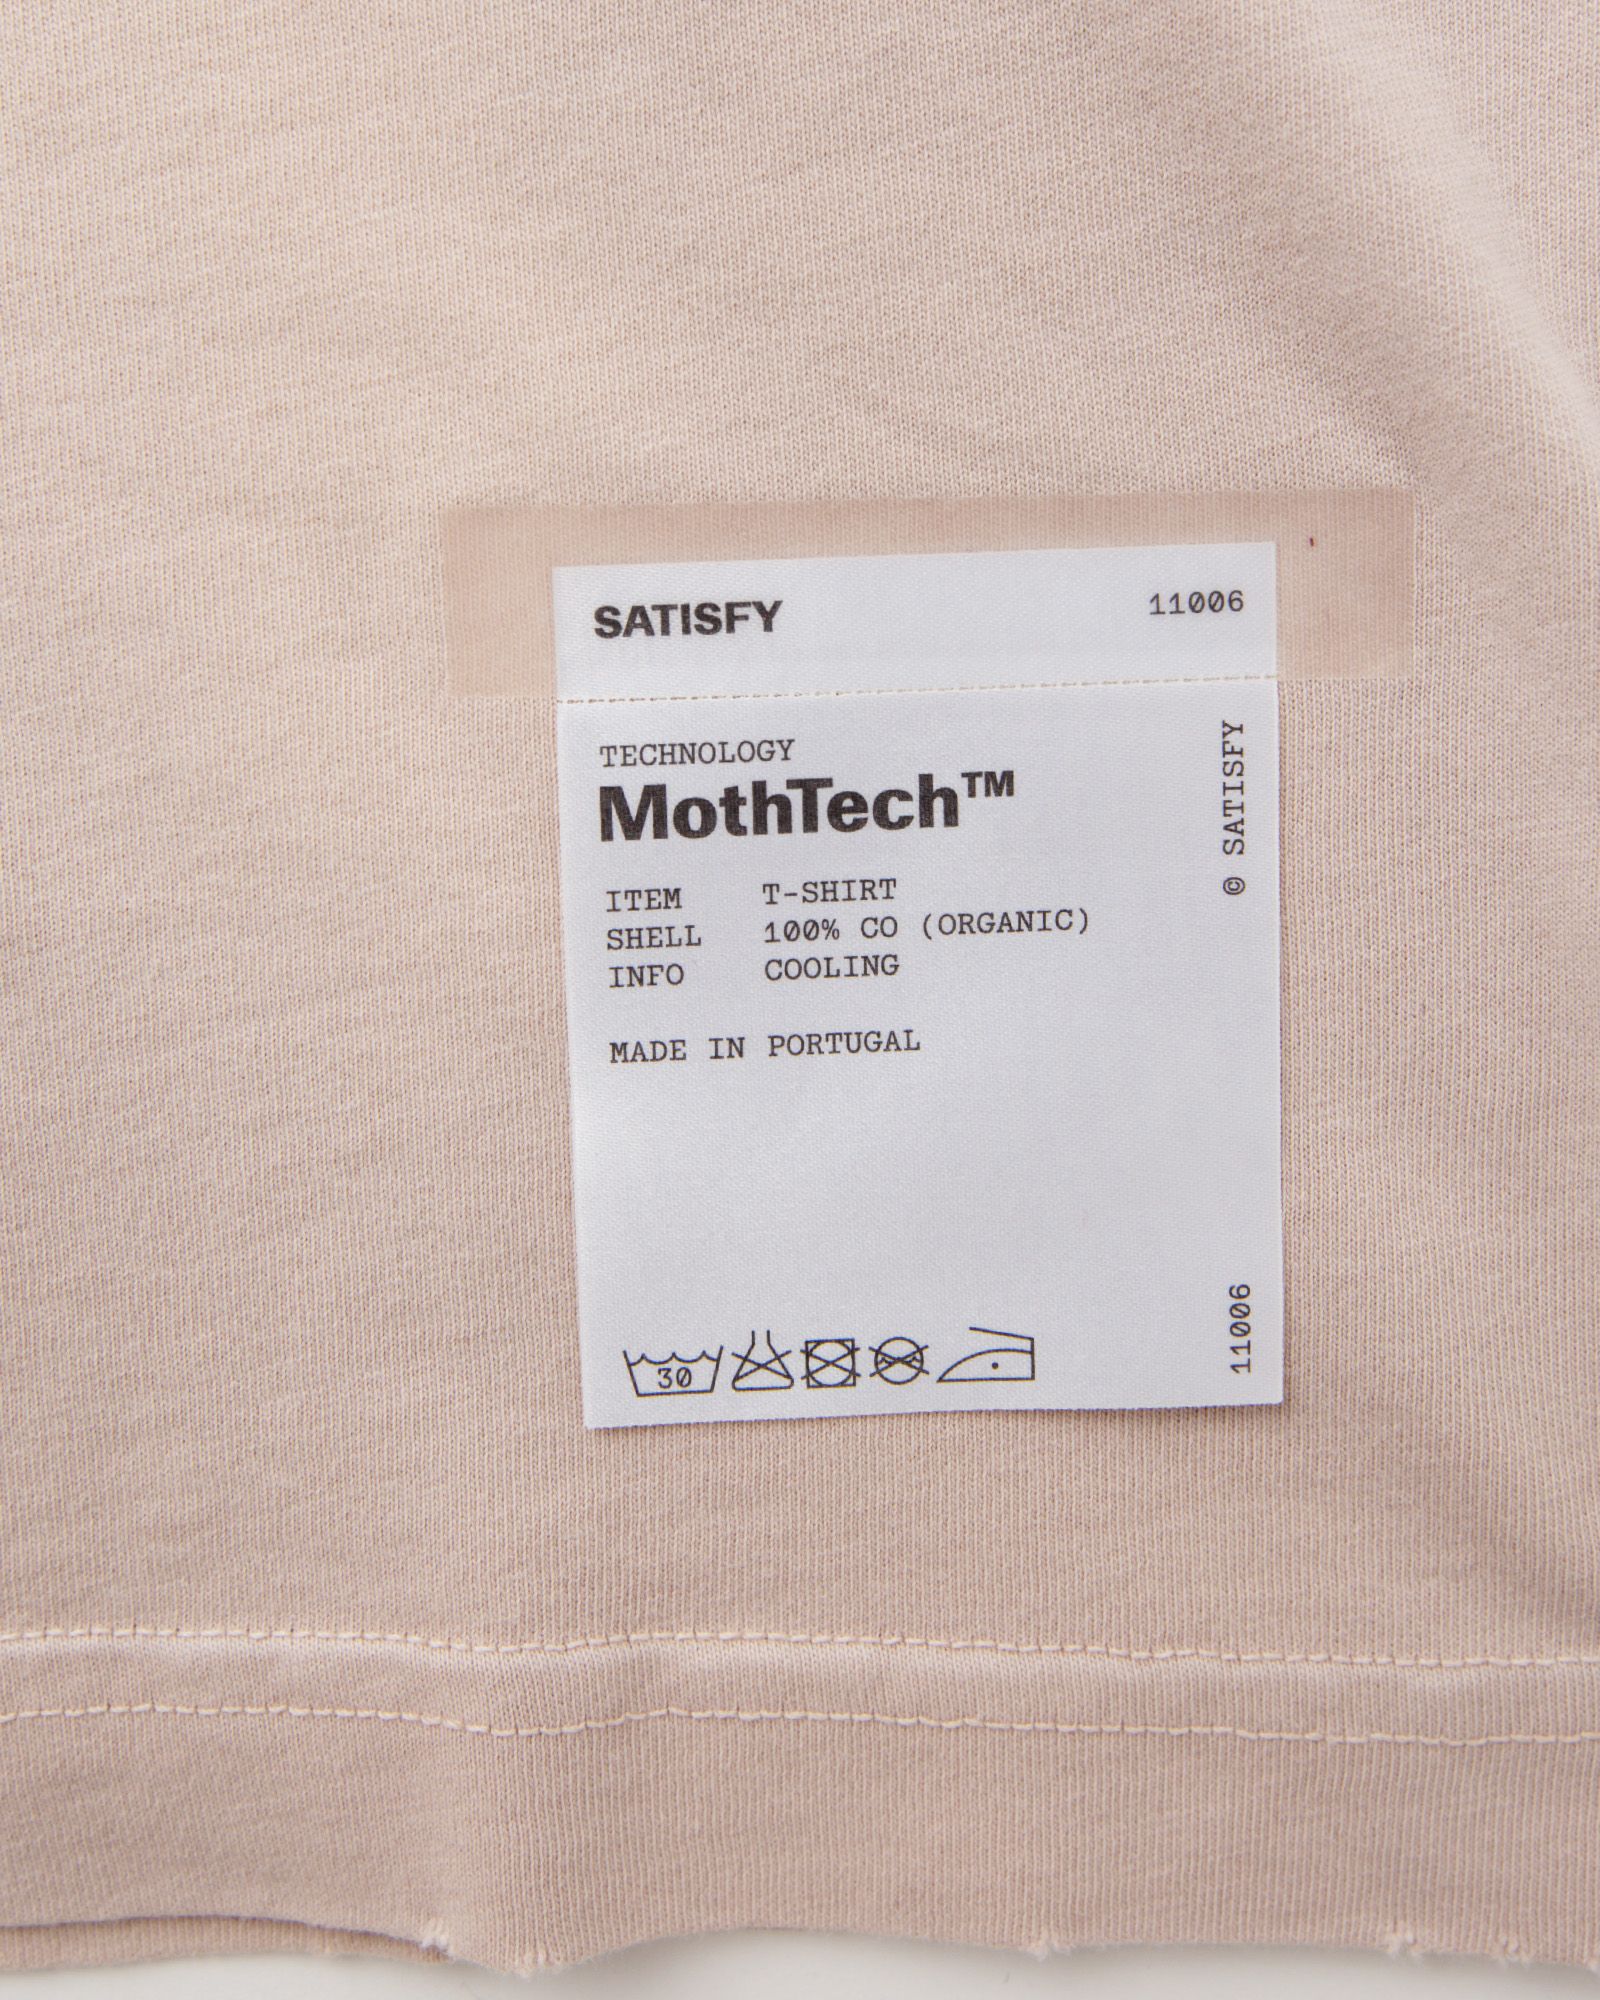 SATISFY 11006
TECHNOLOGY
MothTech™
ITEM T-SHIRT
SHELL 100% CO (ORGANIC)
INFO COOLING
MADE IN PORTUGAL
30
© SATISFY
11006